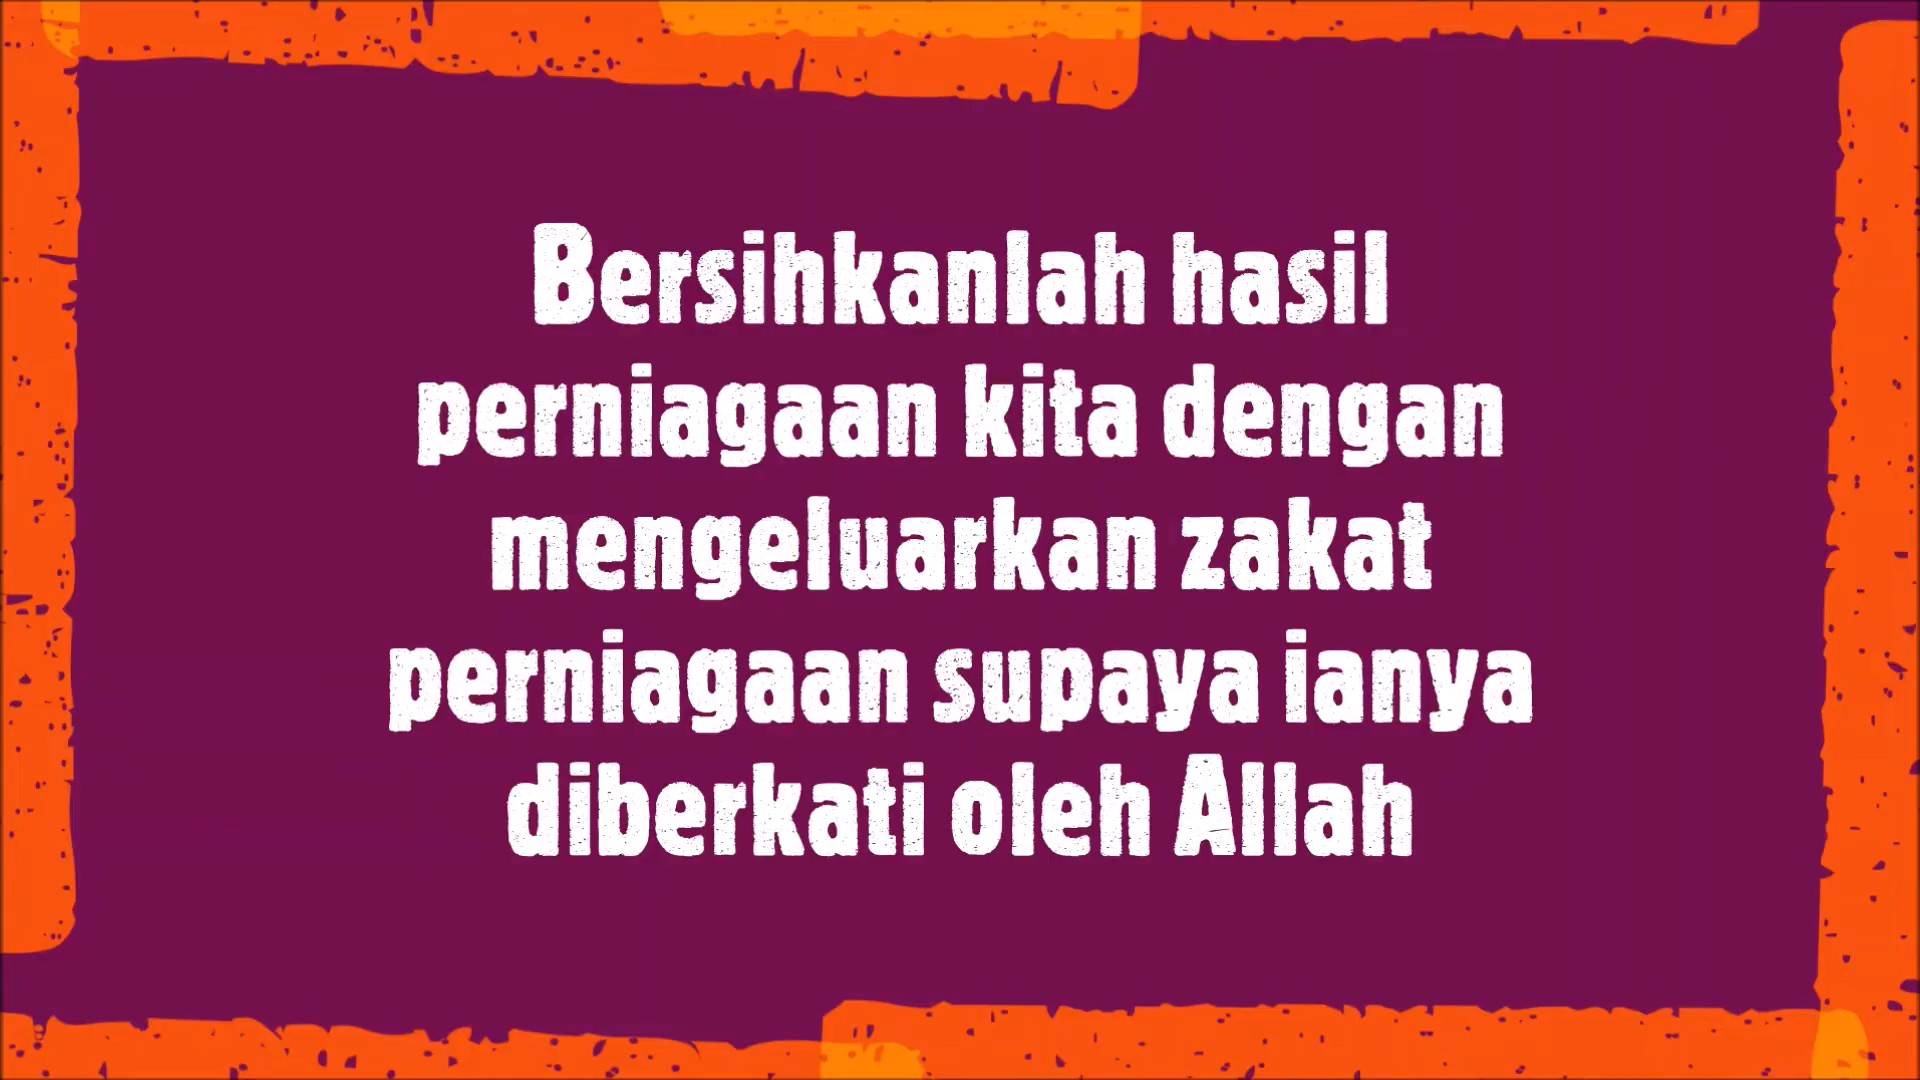 Bersihkanlah hasil
perniagaan kita dengan
mengeluarkan zakat
perniagaan supaya ianya
diberkati oleh Allah